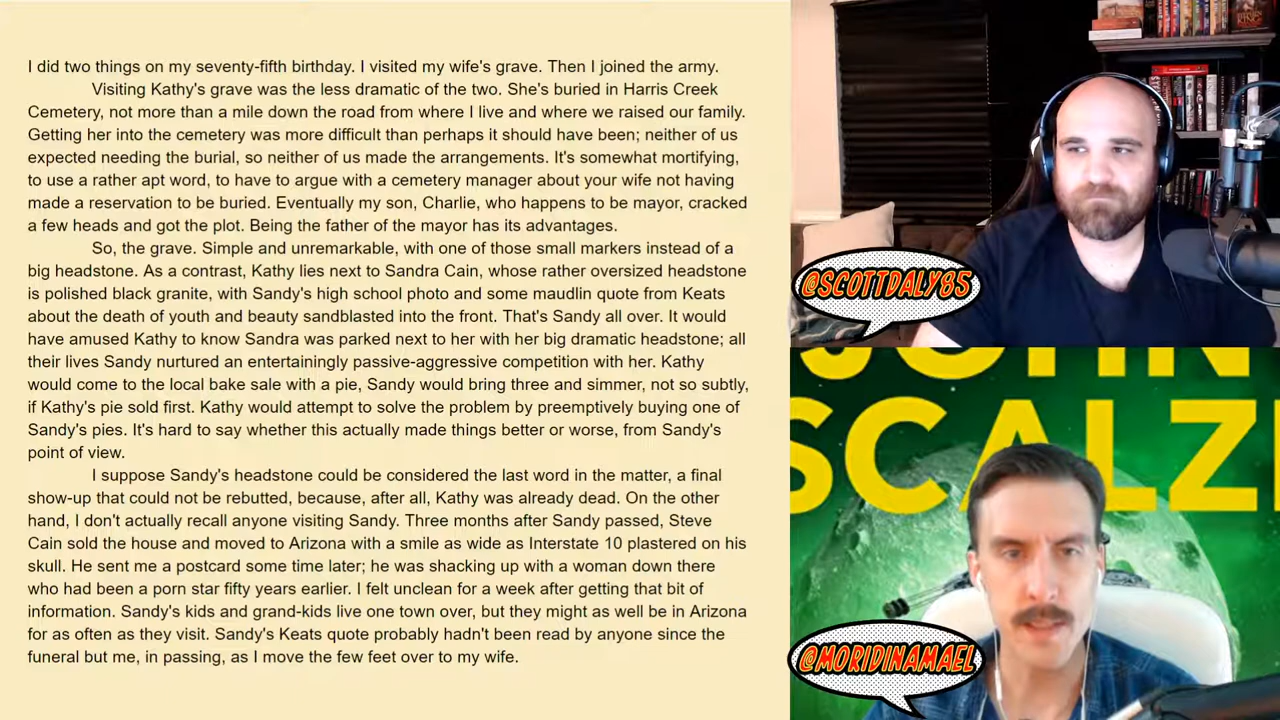 I did two things on my seventy-fifth birthday. I visited my wife's grave. Then I joined the army.
Visiting Kathy's grave was the less dramatic of the two. She's buried in Harris Creek
Cemetery, not more than a mile down the road from where I live and where we raised our family.
Getting her into the cemetery was more difficult than perhaps it should have been; neither of us
expected needing the burial, so neither of us made the arrangements. It's somewhat mortifying,
to use a rather apt word, to have to argue with a cemetery manager about your wife not having
made a reservation to be buried. Eventually my son, Charlie, who happens to be mayor, cracked
a few heads and got the plot. Being the father of the mayor has its advantages.
So, the grave. Simple and unremarkable, with one of those small markers instead of a
big headstone. As a contrast, Kathy lies next to Sandra Cain, whose rather oversized headstone
is polished black granite, with Sandy's high school photo and some maudlin quote from Keats
about the death of youth and beauty sandblasted into the front. That's Sandy all over. It would
have amused Kathy to know Sandra was parked next to her with her big dramatic headstone; all
their lives Sandy nurtured an entertainingly passive-aggressive competition with her. Kathy
would come to the local bake sale with a pie, Sandy would bring three and simmer, not so subtly,
if Kathy's pie sold first. Kathy would attempt to solve the problem by preemptively buying one of
Sandy's pies. It's hard to say whether this actually made things better or worse, from Sandy's
point of view.
I suppose Sandy's headstone could be considered the last word in the matter, a final
show-up that could not be rebutted, because, after all, Kathy was already dead. On the other
hand, I don't actually recall anyone visiting Sandy. Three months after Sandy passed, Steve
Cain sold the house and moved to Arizona with a smile as wide as Interstate 10 plastered on his
skull. He sent me a postcard some time later; he was shacking up with a woman down there
who had been a porn star fifty years earlier. I felt unclean for a week after getting that bit of
information. Sandy's kids and grand-kids live one town over, but they might as well be in Arizona
for as often as they visit. Sandy's Keats quote probably hadn't been read by anyone since the
funeral but me, in passing, as I move the few feet over to my wife.
@SCOTTDALY85
JOHN
SCALZI
@MORIDINAMAEL